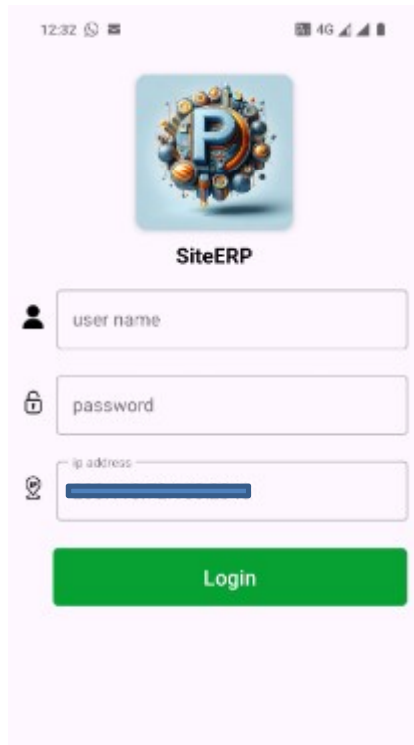 12:32 4G
P
SiteERP
user name
password
ip address
Login